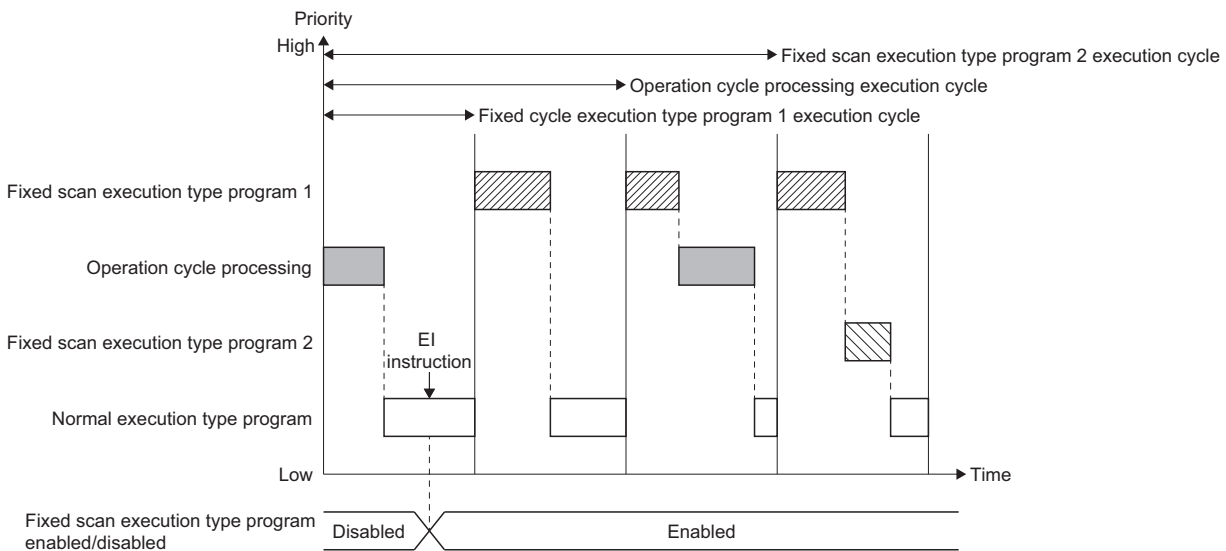 Priority
High
Fixed scan execution type program 2 execution cycle
Operation cycle processing execution cycle
Fixed cycle execution type program 1 execution cycle
Fixed scan execution type program 1
Operation cycle processing
Fixed scan execution type program 2
EI
instruction
Normal execution type program
Low
Time
Fixed scan execution type program
enabled/disabled
Disabled
Enabled